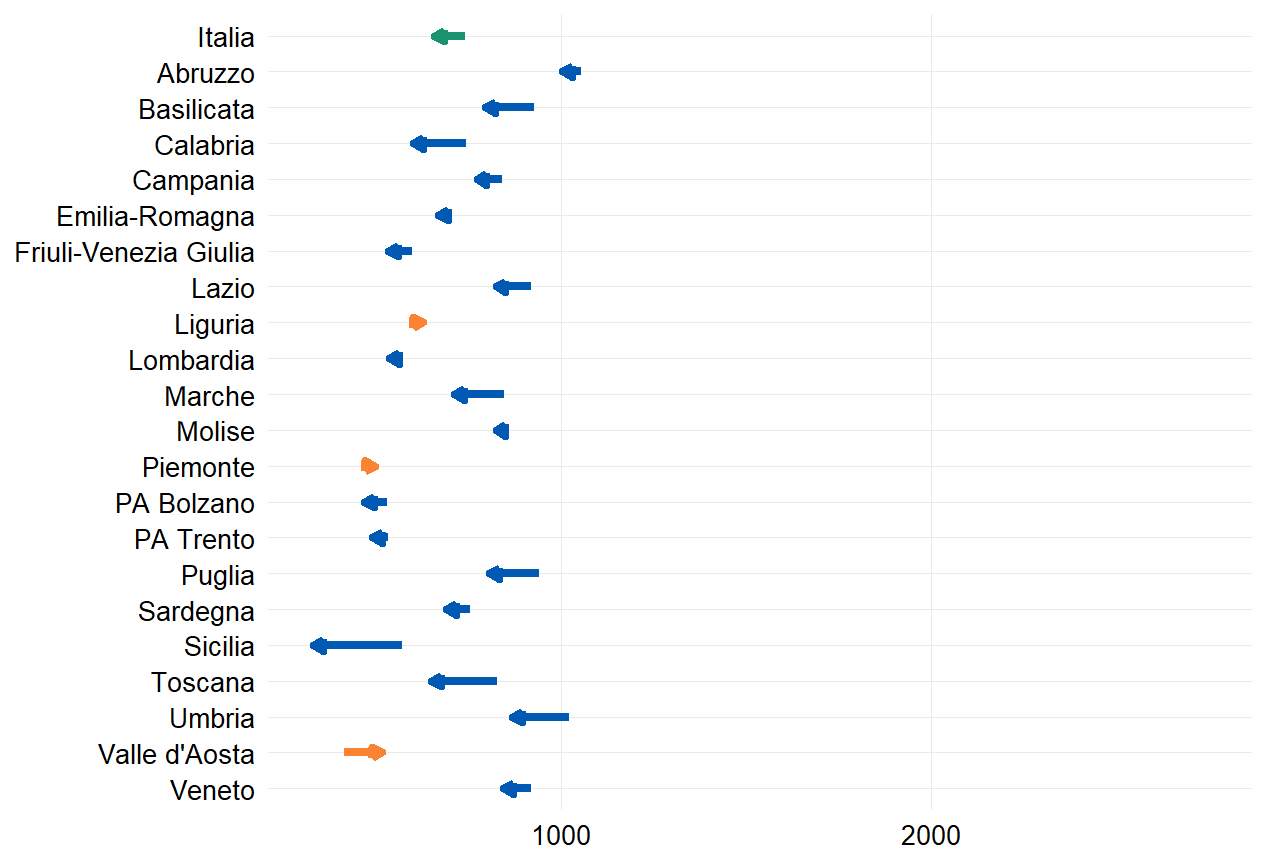 Italia
Abruzzo
Basilicata
Calabria
Campania
Emilia-Romagna
Friuli-Venezia Giulia
Lazio
Liguria
Lombardia
Marche
Molise
Piemonte
PA Bolzano
PA Trento
Puglia
Sardegna
Sicilia
Toscana
Umbria
Valle d'Aosta
Veneto
1000 2000